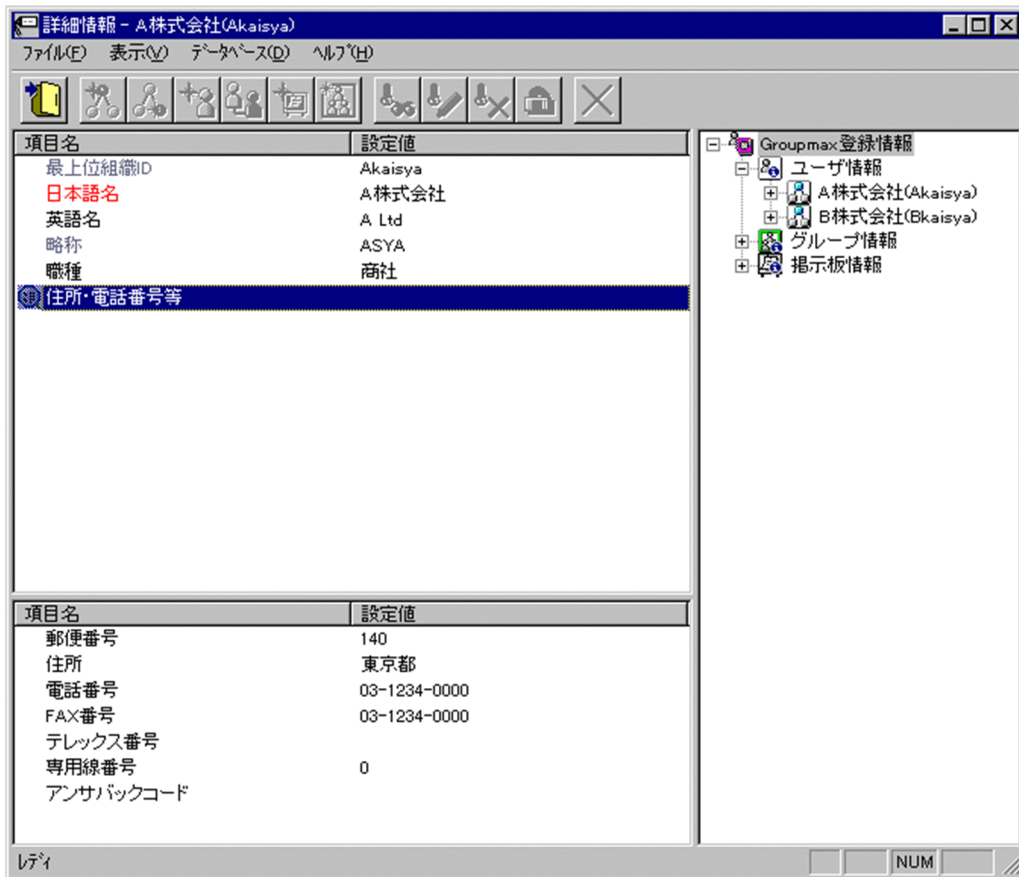 詳細情報 - A株式会社(Akaisya)
ﾌｧｲﾙ(F) 表示(V) ﾃﾞｰﾀﾍﾞｰｽ(D) ﾍﾙﾌﾟ(H)
項目名 設定値
最上位組織ID Akaisya
日本語名 A株式会社
英語名 A Ltd
略称 ASYA
職種 商社
住所・電話番号等
項目名 設定値
郵便番号 140
住所 東京都
電話番号 03-1234-0000
FAX番号 03-1234-0000
テレックス番号
専用線番号 0
アンサバックコード
Groupmax登録情報
ユーザ情報
A株式会社(Akaisya)
B株式会社(Bkaisya)
グループ情報
掲示板情報
ﾚﾃﾞｨ NUM